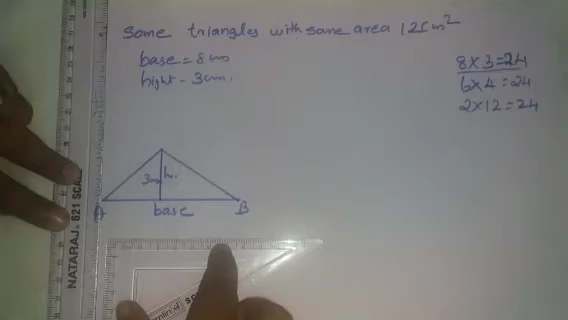 Some triangles with same area 12cm²
base = 8cm
hight - 3cm.
8 x 3 = 24
6 x 4 = 24
2 x 12 = 24
3cm h.
A base B
NATARAJ 621 SCALE